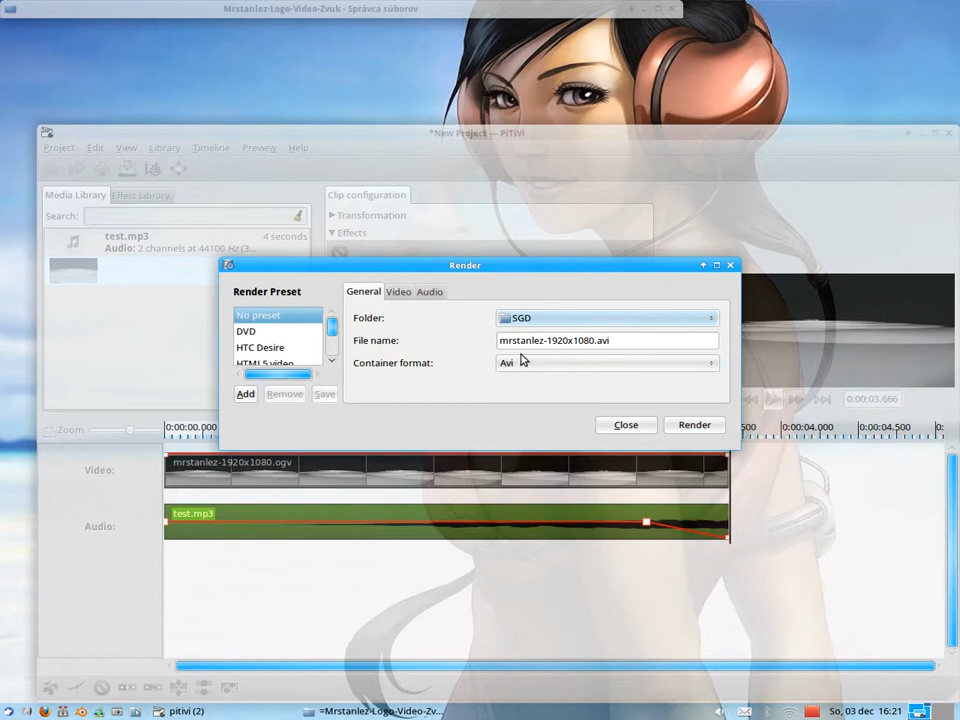 Mrstanlez-Logo-Video-Zvuk - Správca súborov
*New Project — PiTiVi
Project Edit View Library Timeline Preview Help
Media Library Effect Library
Clip configuration
Search:
Transformation
test.mp3 4 seconds
Audio: 2 channels at 44100 Hz (3...
Effects
Render
Render Preset
General Video Audio
No preset
DVD
HTC Desire
HTML5 video
Folder: SGD
File name: mrstanlez-1920x1080.avi
Container format: Avi
Add Remove Save
Close Render
0:00:03.666
Zoom 0:00:00.000 500 0:00:04.000 0:00:04.500 0:
Video: mrstanlez-1920x1080.ogv
test.mp3
Audio:
pitivi (2) =Mrstanlez-Logo-Video-Zv... So, 03 dec 16:21